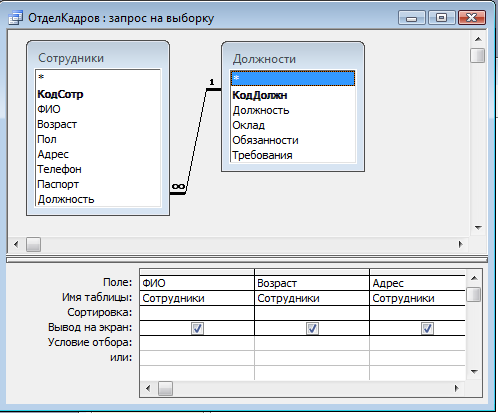 ОтделКадров : запрос на выборку
Сотрудники
*
КодСотр
ФИО
Возраст
Пол
Адрес
Телефон
Паспорт
Должность
1
∞
Должности
*
КодДолжн
Должность
Оклад
Обязанности
Требования
Поле: ФИО Возраст Адрес
Имя таблицы: Сотрудники Сотрудники Сотрудники
Сортировка:
Вывод на экран:
Условие отбора:
или: